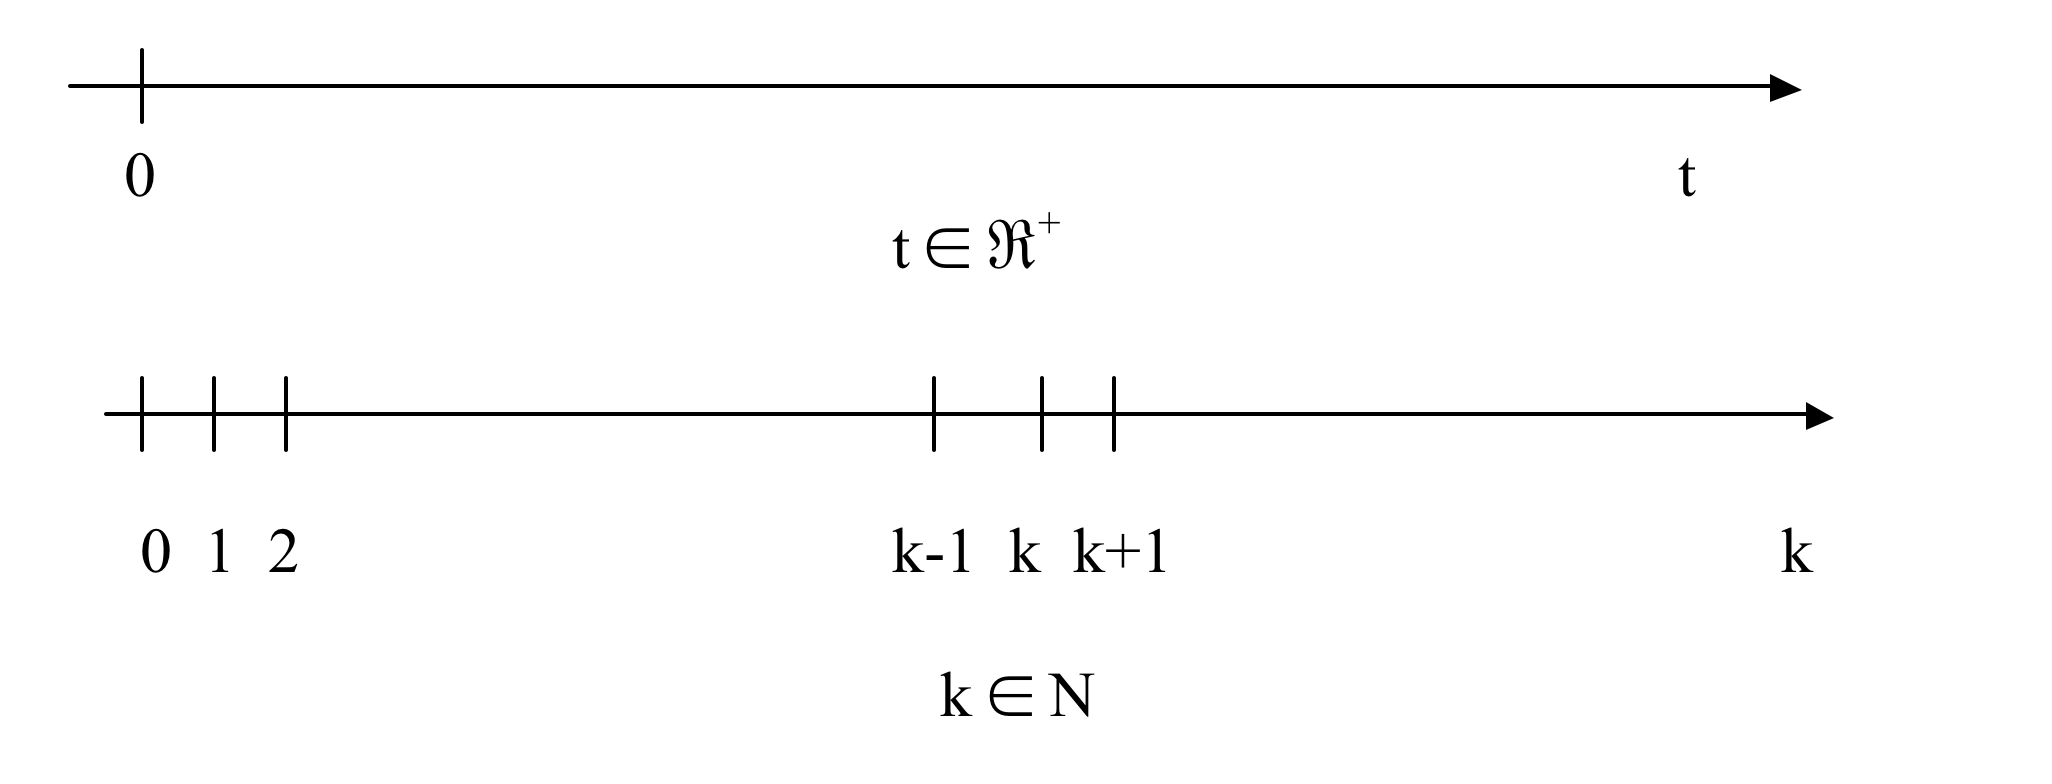 0 t
t ∈ ℜ⁺
0 1 2 k-1 k k+1 k
k ∈ N